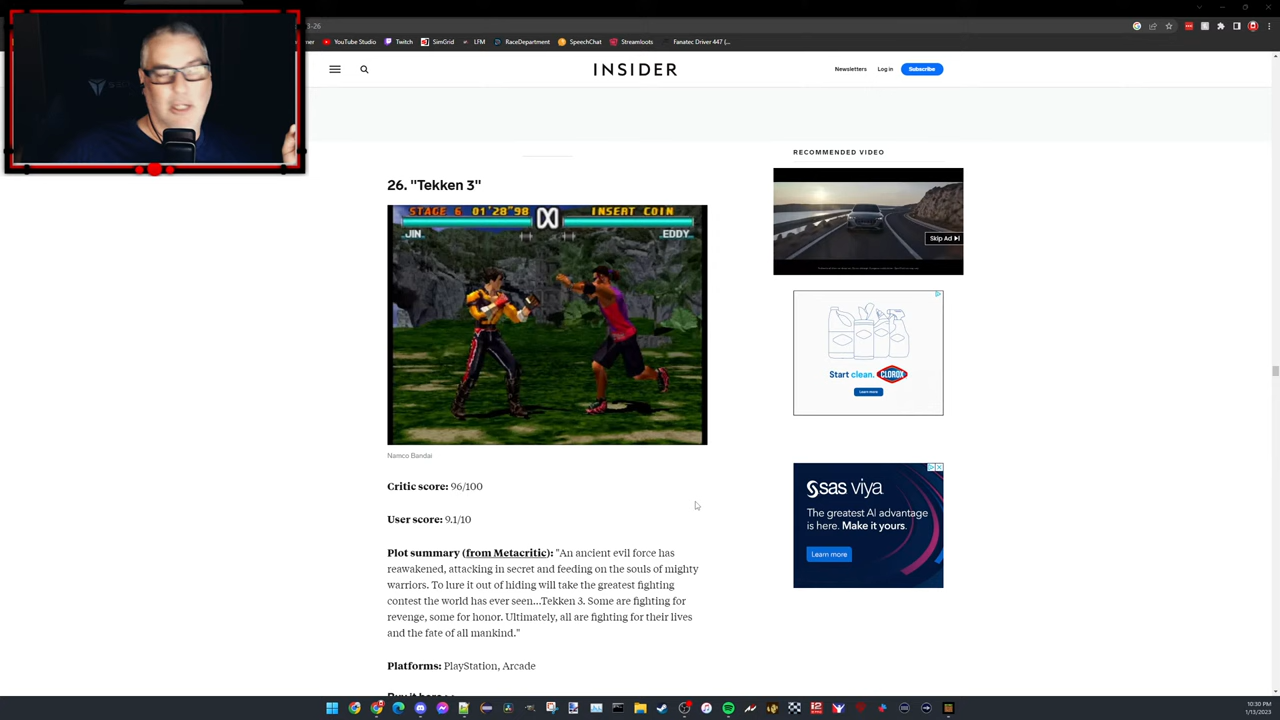 3-26
YouTube Studio
Twitch
SimGrid
LFM
RaceDepartment
SpeechChat
Streamloots
Fanatec Driver 447 (...
INSIDER
Newsletters
Log in
Subscribe
RECOMMENDED VIDEO
Skip Ad
26. "Tekken 3"
STAGE 6 01'28"98
INSERT COIN
JIN
EDDY
Namco Bandai
Start clean. CLOROX
Learn more
Critic score: 96/100
User score: 9.1/10
Plot summary (from Metacritic): "An ancient evil force has
reawakened, attacking in secret and feeding on the souls of mighty
warriors. To lure it out of hiding will take the greatest fighting
contest the world has ever seen...Tekken 3. Some are fighting for
revenge, some for honor. Ultimately, all are fighting for their lives
and the fate of all mankind."
Platforms: PlayStation, Arcade
sas viya
The greatest AI advantage
is here. Make it yours.
Learn more
10:30 PM
1/13/2023